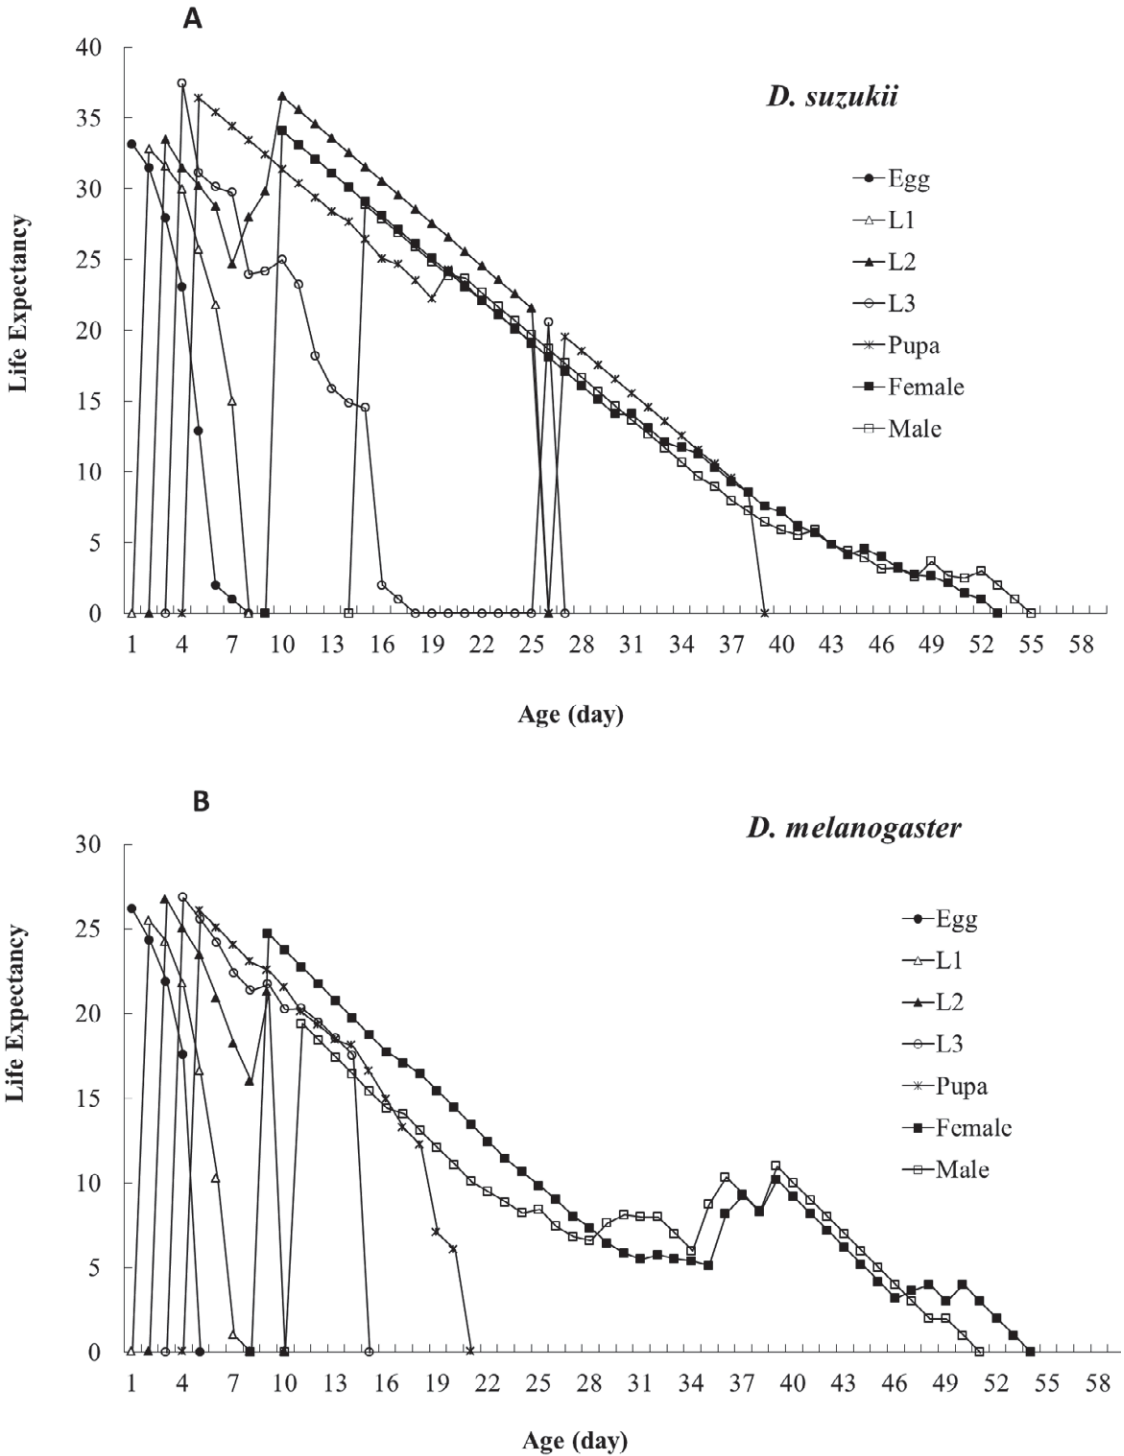 A
D. suzukii
40
35
30
25
20
15
10
5
0
Life Expectancy
Egg
L1
L2
L3
Pupa
Female
Male
1 4 7 10 13 16 19 22 25 28 31 34 37 40 43 46 49 52 55 58
Age (day)
B
D. melanogaster
30
25
20
15
10
5
0
Life Expectancy
Egg
L1
L2
L3
Pupa
Female
Male
1 4 7 10 13 16 19 22 25 28 31 34 37 40 43 46 49 52 55 58
Age (day)